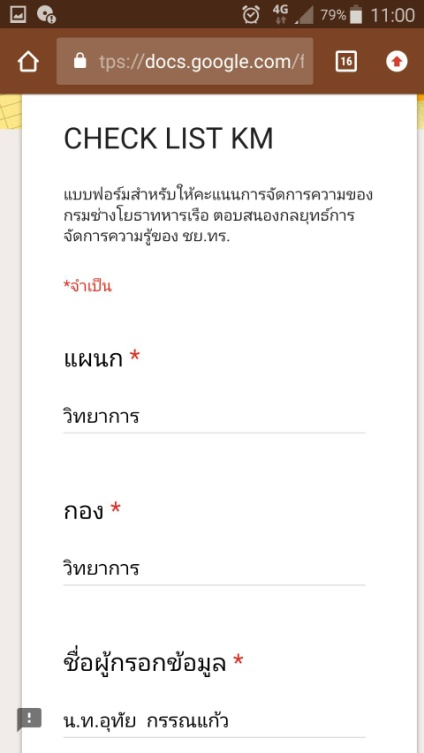 4G 79% 11:00
tps://docs.google.com/f 16
CHECK LIST KM
แบบฟอร์มสำหรับให้คะแนนการจัดการความของ
กรมช่างโยธาทหารเรือ ตอบสนองกลยุทธ์การ
จัดการความรู้ของ ชย.ทร.
*จำเป็น
แผนก *
วิทยาการ
กอง *
วิทยาการ
ชื่อผู้กรอกข้อมูล *
น.ท.อุทัย กรรณแก้ว